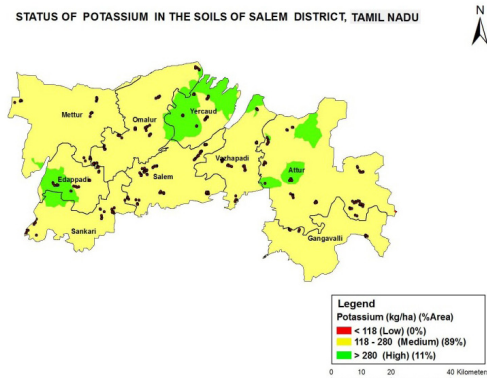 STATUS OF POTASSIUM IN THE SOILS OF SALEM DISTRICT, TAMIL NADU
N
Mettur
Omalur
Yercaud
Vazhapadi
Attur
Edappadi
Salem
Sankari
Gangavalli
Legend
Potassium (kg/ha) (%Area)
< 118 (Low) (0%)
118 - 280 (Medium) (89%)
> 280 (High) (11%)
0 10 20 40 Kilometers